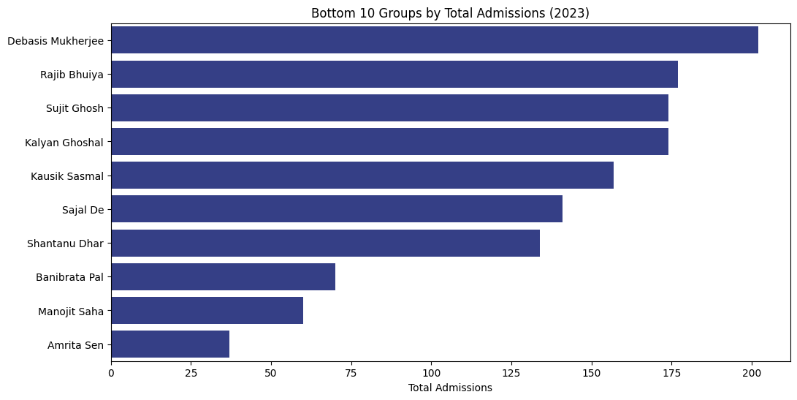 Bottom 10 Groups by Total Admissions (2023)
Debasis Mukherjee
Rajib Bhuiya
Sujit Ghosh
Kalyan Ghoshal
Kausik Sasmal
Sajal De
Shantanu Dhar
Banibrata Pal
Manojit Saha
Amrita Sen
0 25 50 75 100 125 150 175 200
Total Admissions